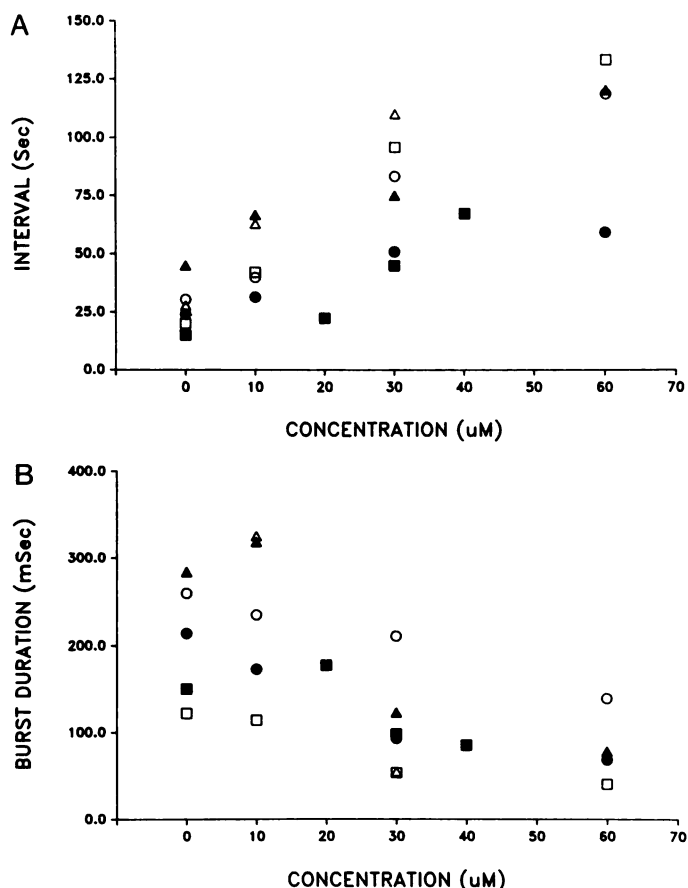 A
150.0
125.0
100.0
75.0
50.0
25.0
0.0
INTERVAL (Sec)
0 10 20 30 40 50 60 70
CONCENTRATION (uM)
B
400.0
300.0
200.0
100.0
0.0
BURST DURATION (mSec)
0 10 20 30 40 50 60 70
CONCENTRATION (uM)